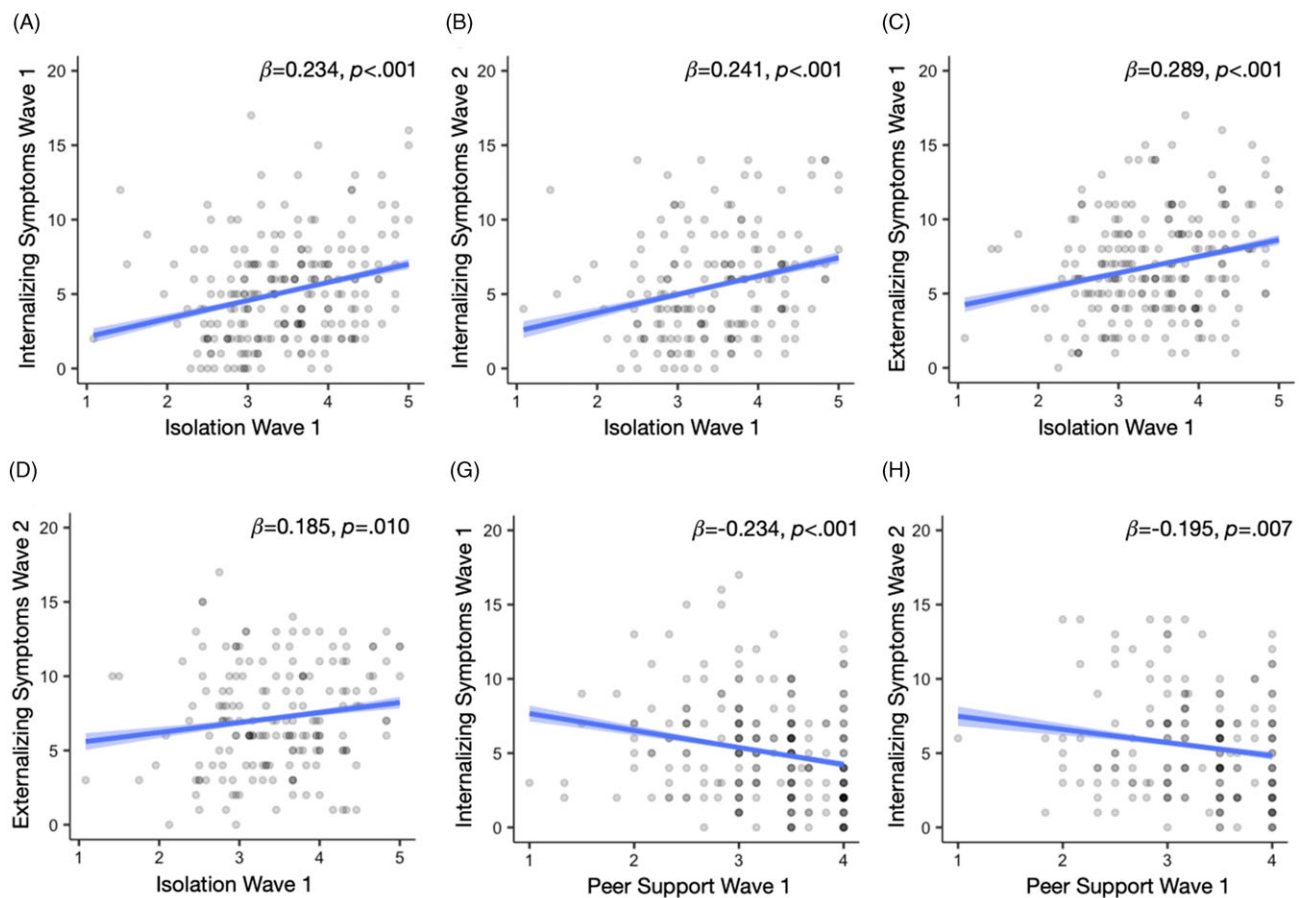 (A)
β=0.234, p<.001
Internalizing Symptoms Wave 1
20
15
10
5
0
1 2 3 4 5
Isolation Wave 1
(B)
β=0.241, p<.001
Internalizing Symptoms Wave 2
20
15
10
5
0
1 2 3 4 5
Isolation Wave 1
(C)
β=0.289, p<.001
Externalizing Symptoms Wave 1
20
15
10
5
0
1 2 3 4 5
Isolation Wave 1
(D)
β=0.185, p=.010
Externalizing Symptoms Wave 2
20
15
10
5
0
1 2 3 4 5
Isolation Wave 1
(G)
β=-0.234, p<.001
Internalizing Symptoms Wave 1
20
15
10
5
0
1 2 3 4
Peer Support Wave 1
(H)
β=-0.195, p=.007
Internalizing Symptoms Wave 2
20
15
10
5
0
1 2 3 4
Peer Support Wave 1